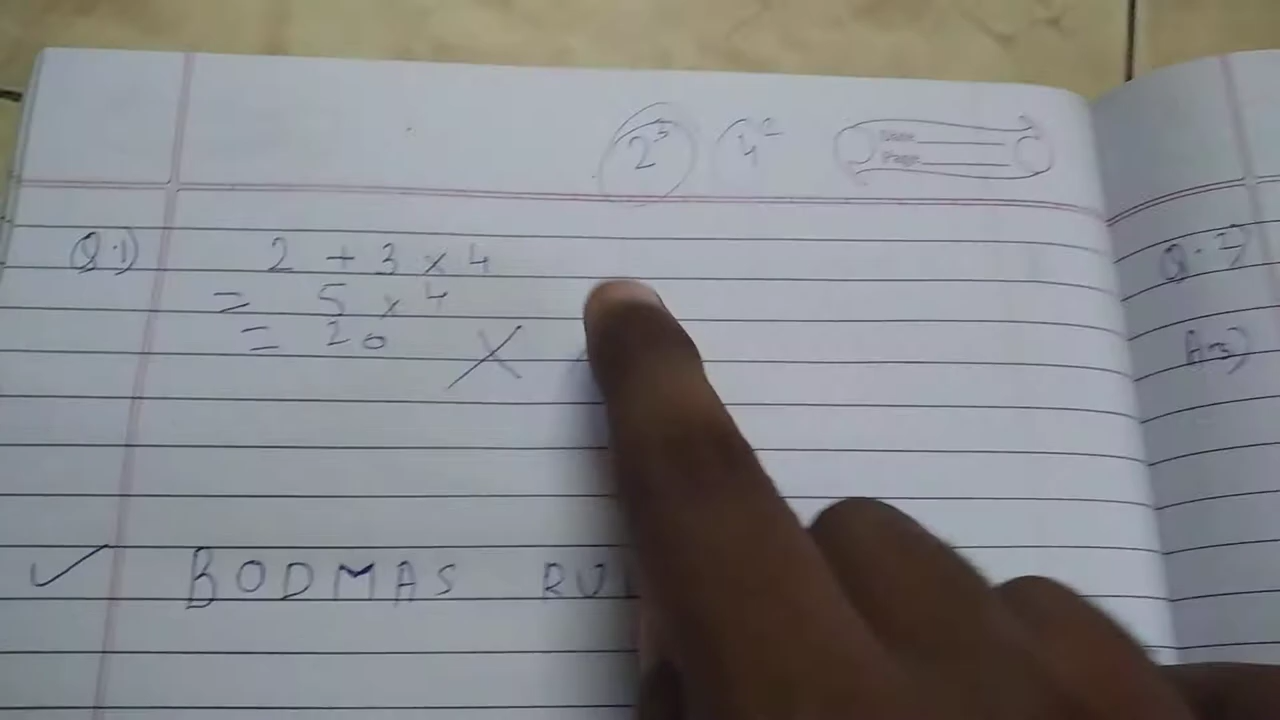 2³ 4²
Date
Page
Q.1) 2 + 3 x 4
= 5 x 4
= 20 X
✓ BODMAS RU
Q.2)
Ans)